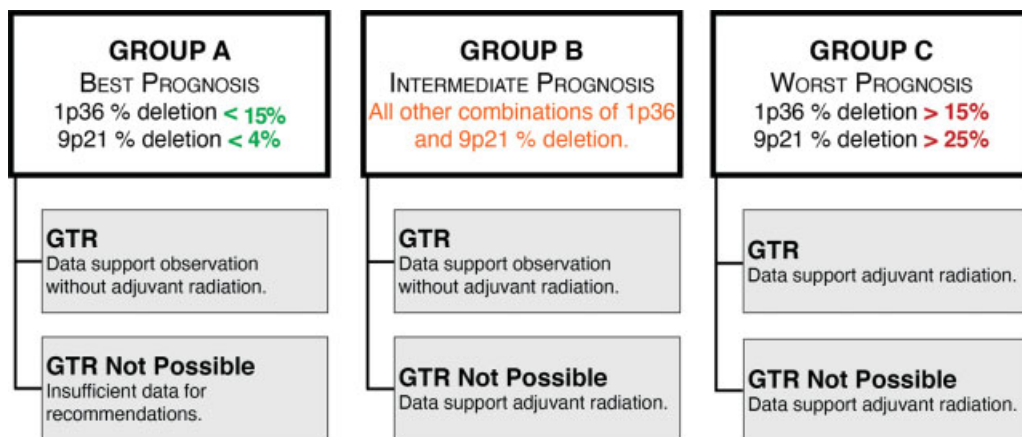 GROUP A
BEST PROGNOSIS
1p36 % deletion < 15%
9p21 % deletion < 4%
GTR
Data support observation
without adjuvant radiation.
GTR Not Possible
Insufficient data for
recommendations.
GROUP B
INTERMEDIATE PROGNOSIS
All other combinations of 1p36
and 9p21 % deletion.
GTR
Data support observation
without adjuvant radiation.
GTR Not Possible
Data support adjuvant radiation.
GROUP C
WORST PROGNOSIS
1p36 % deletion > 15%
9p21 % deletion > 25%
GTR
Data support adjuvant radiation.
GTR Not Possible
Data support adjuvant radiation.